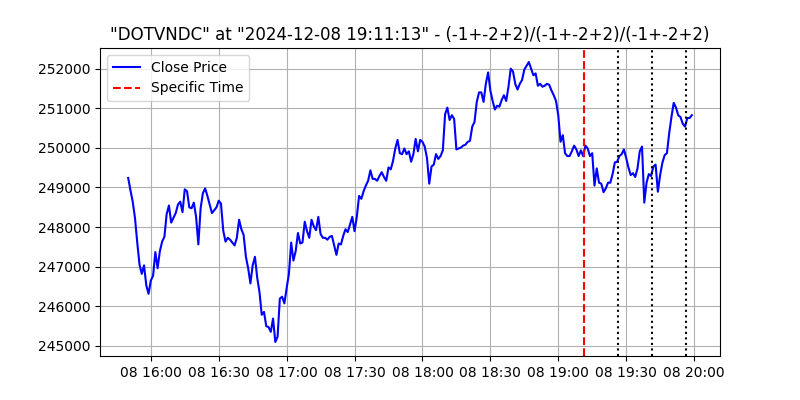 "DOTVNDC" at "2024-12-08 19:11:13" - (-1+-2+2)/(-1+-2+2)/(-1+-2+2)
Close Price
Specific Time
252000
251000
250000
249000
248000
247000
246000
245000
08 16:00 08 16:30 08 17:00 08 17:30 08 18:00 08 18:30 08 19:00 08 19:30 08 20:00